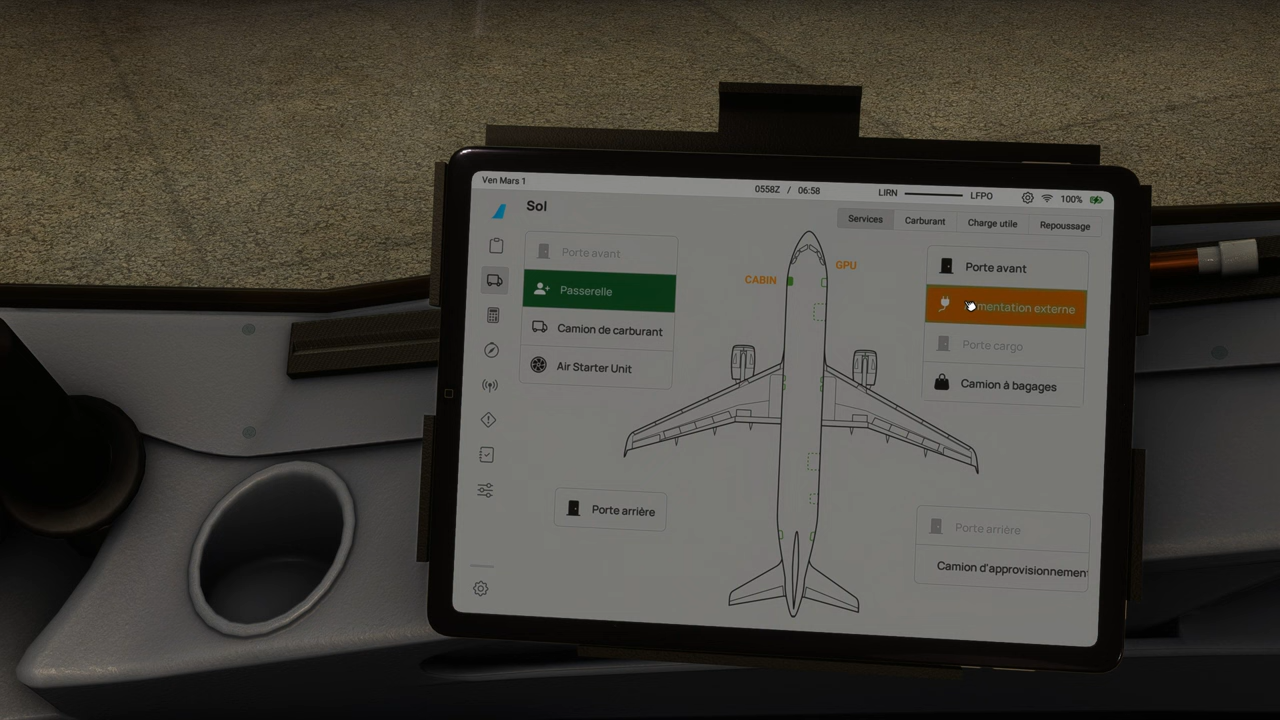 Ven Mars 1
0558Z / 06:58
LIRN
LFPO
100%
Sol
Services
Carburant
Charge utile
Repoussage
Porte avant
Passerelle
Camion de carburant
Air Starter Unit
CABIN
GPU
Porte avant
mentation externe
Porte cargo
Camion à bagages
Porte arrière
Porte arrière
Camion d'approvisionnement